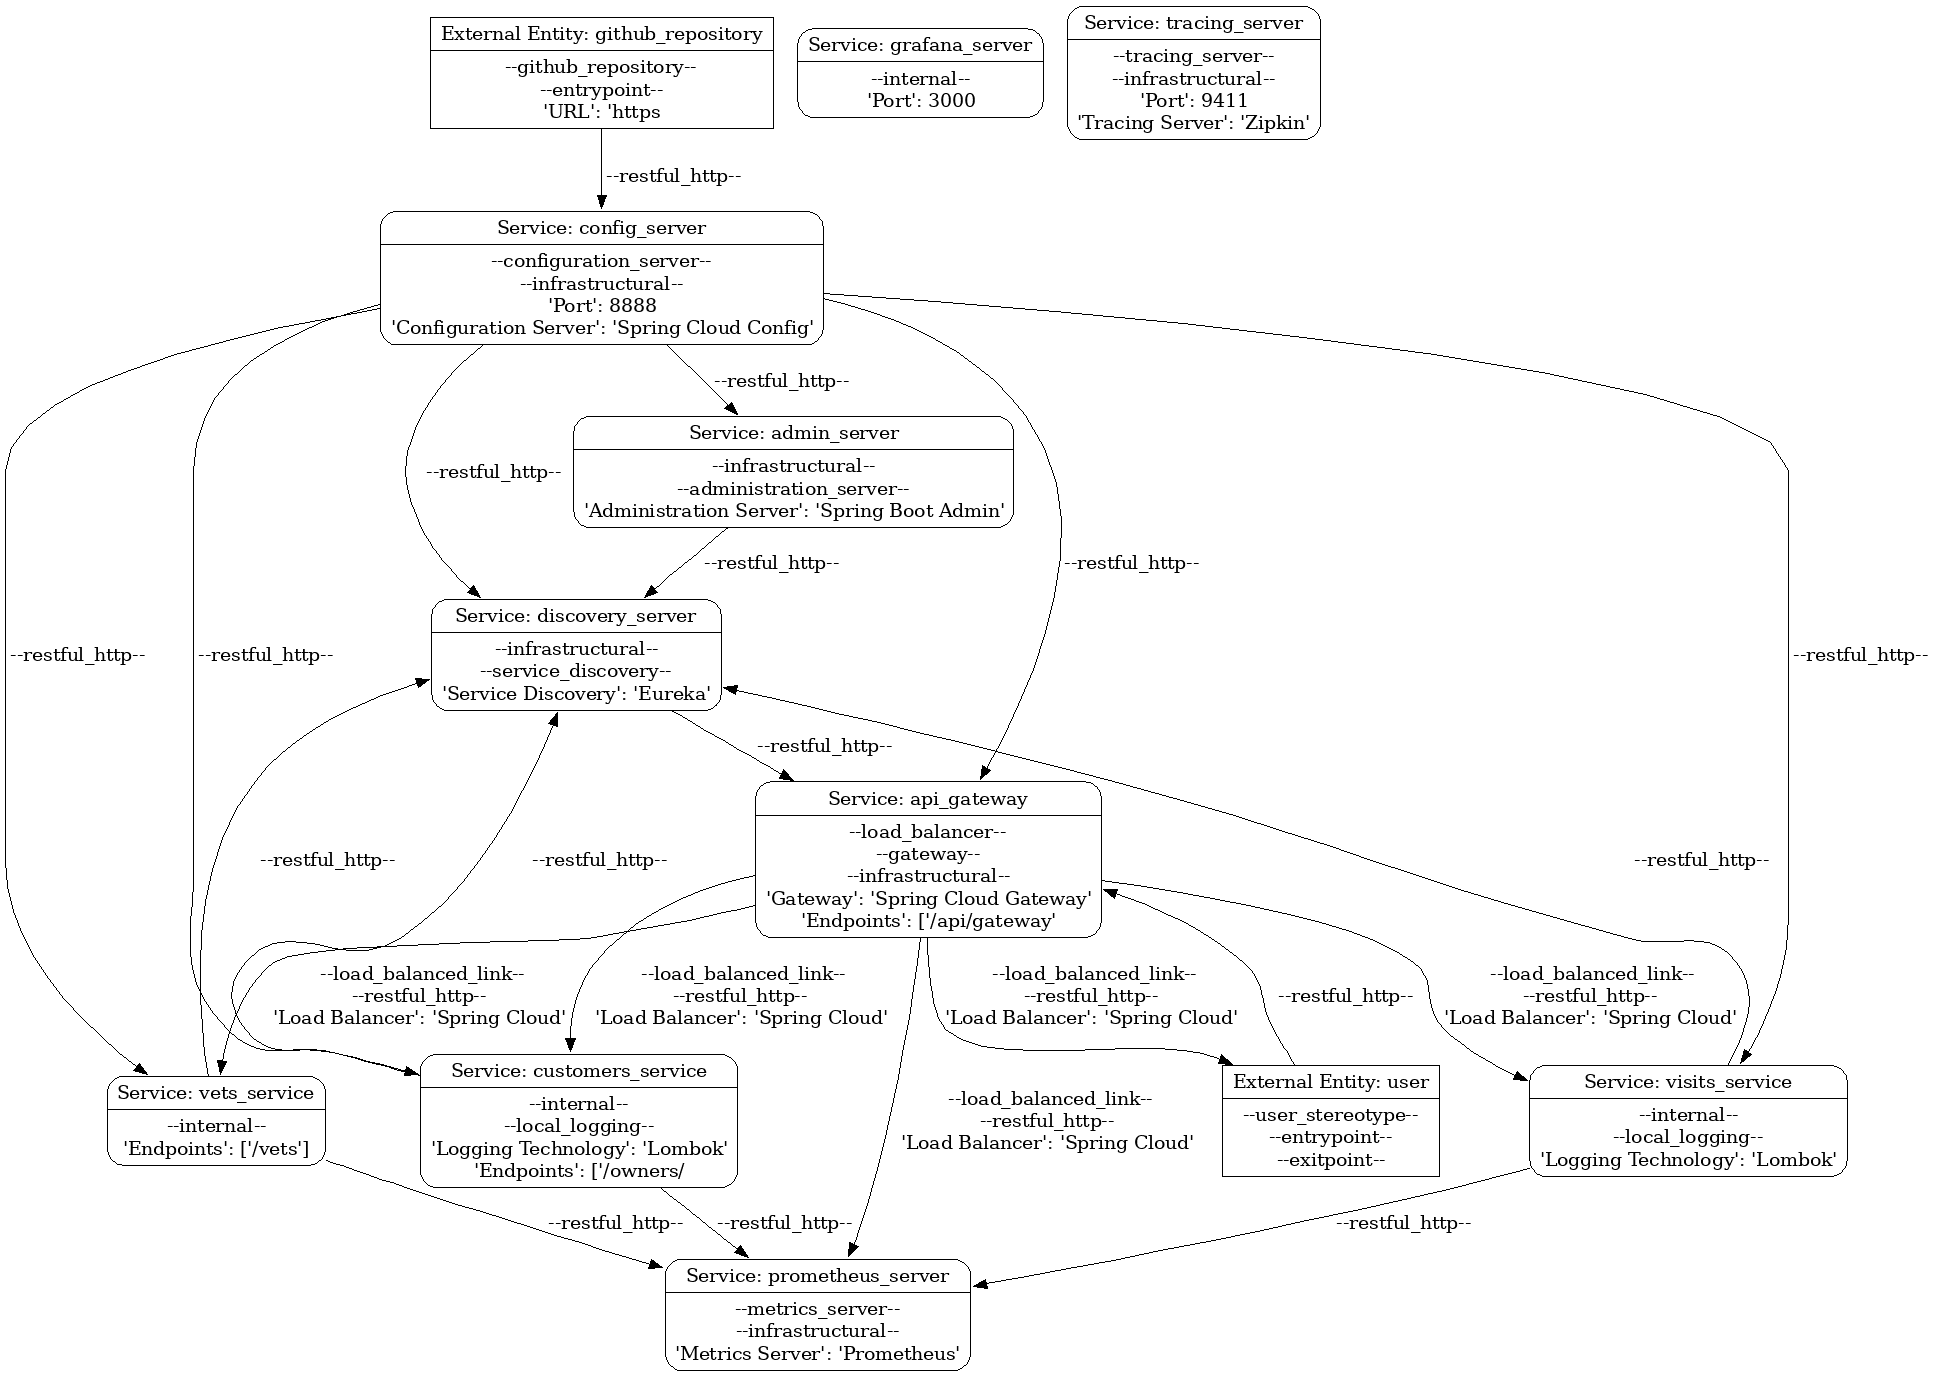 External Entity: github_repository
--github_repository--
--entrypoint--
'URL': 'https
Service: grafana_server
--internal--
'Port': 3000
Service: tracing_server
--tracing_server--
--infrastructural--
'Port': 9411
'Tracing Server': 'Zipkin'
--restful_http--
Service: config_server
--configuration_server--
--infrastructural--
'Port': 8888
'Configuration Server': 'Spring Cloud Config'
--restful_http--
Service: admin_server
--infrastructural--
--administration_server--
'Administration Server': 'Spring Boot Admin'
--restful_http--
--restful_http--
--restful_http--
Service: discovery_server
--infrastructural--
--service_discovery--
'Service Discovery': 'Eureka'
--restful_http--
--restful_http--
--restful_http--
--restful_http--
Service: api_gateway
--load_balancer--
--gateway--
--infrastructural--
'Gateway': 'Spring Cloud Gateway'
'Endpoints': ['/api/gateway'
--restful_http--
--restful_http--
--restful_http--
--load_balanced_link--
--restful_http--
'Load Balancer': 'Spring Cloud'
--load_balanced_link--
--restful_http--
'Load Balancer': 'Spring Cloud'
--load_balanced_link--
--restful_http--
'Load Balancer': 'Spring Cloud'
--restful_http--
--load_balanced_link--
--restful_http--
'Load Balancer': 'Spring Cloud'
Service: vets_service
--internal--
'Endpoints': ['/vets']
Service: customers_service
--internal--
--local_logging--
'Logging Technology': 'Lombok'
'Endpoints': ['/owners/
--load_balanced_link--
--restful_http--
'Load Balancer': 'Spring Cloud'
External Entity: user
--user_stereotype--
--entrypoint--
--exitpoint--
Service: visits_service
--internal--
--local_logging--
'Logging Technology': 'Lombok'
--restful_http--
--restful_http--
--restful_http--
Service: prometheus_server
--metrics_server--
--infrastructural--
'Metrics Server': 'Prometheus'